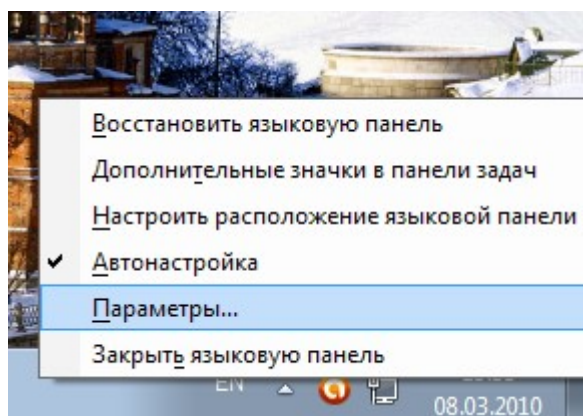 Восстановить языковую панель
Дополнительные значки в панели задач
Настроить расположение языковой панели
Автонастройка
Параметры...
Закрыть языковую панель
EN
08.03.2010